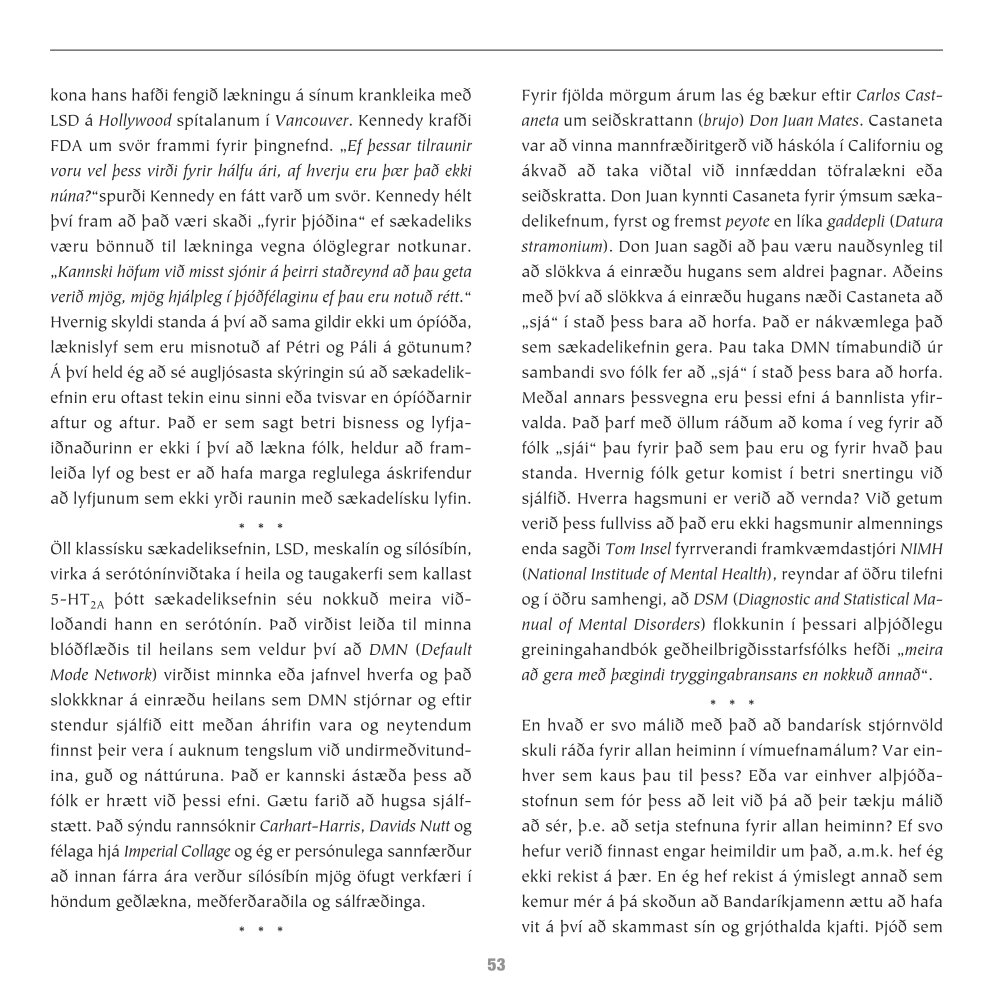 kona hans hafði fengið lækningu á sínum krankleika með
LSD á Hollywood spítalanum í Vancouver. Kennedy krafði
FDA um svör frammi fyrir þingnefnd. „Ef þessar tilraunir
voru vel þess virði fyrir hálfu ári, af hverju eru þær það ekki
núna?“spurði Kennedy en fátt varð um svör. Kennedy hélt
því fram að það væri skaði „fyrir þjóðina“ ef sækadeliks
væru bönnuð til lækninga vegna ólöglegrar notkunar.
„Kannski höfum við misst sjónir á þeirri staðreynd að þau geta
verið mjög, mjög hjálpleg í þjóðfélaginu ef þau eru notuð rétt.“
Hvernig skyldi standa á því að sama gildir ekki um ópíóða,
læknislyf sem eru misnotuð af Pétri og Páli á götunum?
Á því held ég að sé augljósasta skýringin sú að sækadelik-
efnin eru oftast tekin einu sinni eða tvisvar en ópíóðarnir
aftur og aftur. Það er sem sagt betri bisness og lyfja-
iðnaðurinn er ekki í því að lækna fólk, heldur að fram-
leiða lyf og best er að hafa marga reglulega áskrifendur
að lyfjunum sem ekki yrði raunin með sækadelísku lyfin.
* * *
Öll klassísku sækadeliksefnin, LSD, meskalín og sílósíbín,
virka á serótónínviðtaka í heila og taugakerfi sem kallast
5-HT2A þótt sækadeliksefnin séu nokkuð meira við-
loðandi hann en serótónín. Það virðist leiða til minna
blóðflæðis til heilans sem veldur því að DMN (Default
Mode Network) virðist minnka eða jafnvel hverfa og það
slokkknar á einræðu heilans sem DMN stjórnar og eftir
stendur sjálfið eitt meðan áhrifin vara og neytendum
finnst þeir vera í auknum tengslum við undirmeðvitund-
ina, guð og náttúruna. Það er kannski ástæða þess að
fólk er hrætt við þessi efni. Gætu farið að hugsa sjálf-
stætt. Það sýndu rannsóknir Carhart-Harris, Davids Nutt og
félaga hjá Imperial Collage og ég er persónulega sannfærður
að innan fárra ára verður sílósíbín mjög öfugt verkfæri í
höndum geðlækna, meðferðaraðila og sálfræðinga.
* * *
Fyrir fjölda mörgum árum las ég bækur eftir Carlos Cast-
aneta um seiðskrattann (brujo) Don Juan Mates. Castaneta
var að vinna mannfræðiritgerð við háskóla í Californiu og
ákvað að taka viðtal við innfæddan töfralækni eða
seiðskratta. Don Juan kynnti Casaneta fyrir ýmsum sæka-
delikefnum, fyrst og fremst peyote en líka gaddepli (Datura
stramonium). Don Juan sagði að þau væru nauðsynleg til
að slökkva á einræðu hugans sem aldrei þagnar. Aðeins
með því að slökkva á einræðu hugans næði Castaneta að
„sjá“ í stað þess bara að horfa. Það er nákvæmlega það
sem sækadelikefnin gera. Þau taka DMN tímabundið úr
sambandi svo fólk fer að „sjá“ í stað þess bara að horfa.
Meðal annars þessvegna eru þessi efni á bannlista yfir-
valda. Það þarf með öllum ráðum að koma í veg fyrir að
fólk „sjái“ þau fyrir það sem þau eru og fyrir hvað þau
standa. Hvernig fólk getur komist í betri snertingu við
sjálfið. Hverra hagsmuni er verið að vernda? Við getum
verið þess fullviss að það eru ekki hagsmunir almennings
enda sagði Tom Insel fyrrverandi framkvæmdastjóri NIMH
(National Institude of Mental Health), reyndar af öðru tilefni
og í öðru samhengi, að DSM (Diagnostic and Statistical Ma-
nual of Mental Disorders) flokkunin í þessari alþjóðlegu
greiningahandbók geðheilbrigðisstarfsfólks hefði „meira
að gera með þægindi tryggingabransans en nokkuð annað“.
* * *
En hvað er svo málið með það að bandarísk stjórnvöld
skuli ráða fyrir allan heiminn í vímuefnamálum? Var ein-
hver sem kaus þau til þess? Eða var einhver alþjóða-
stofnun sem fór þess að leit við þá að þeir tækju málið
að sér, þ.e. að setja stefnuna fyrir allan heiminn? Ef svo
hefur verið finnast engar heimildir um það, a.m.k. hef ég
ekki rekist á þær. En ég hef rekist á ýmislegt annað sem
kemur mér á þá skoðun að Bandaríkjamenn ættu að hafa
vit á því að skammast sín og grjóthalda kjafti. Þjóð sem
53